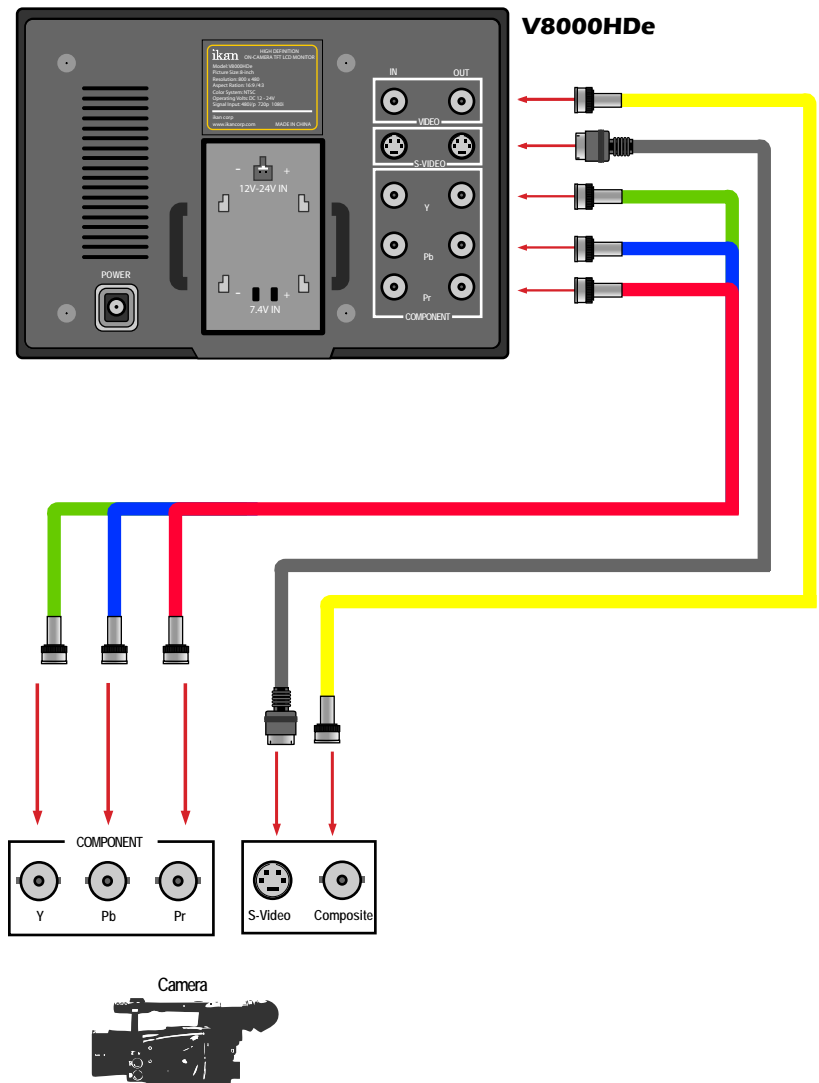 V8000HDe
ikan HIGH DEFINITION
ON-CAMERA TFT LCD MONITOR
Model: V8000HDe
Picture Size: 8-inch
Resolution: 800 x 480
Aspect Ration: 16:9 /4:3
Color System: NTSC
Operating Volts: DC 12 - 24V
Signal Input: 480i/p 720p 1080i
ikan corp
www.ikancorp.com MADE IN CHINA
IN OUT
VIDEO
S-VIDEO
- +
12V-24V IN
Y
Pb
Pr
COMPONENT
POWER
- +
7.4V IN
COMPONENT
Y Pb Pr
S-Video Composite
Camera